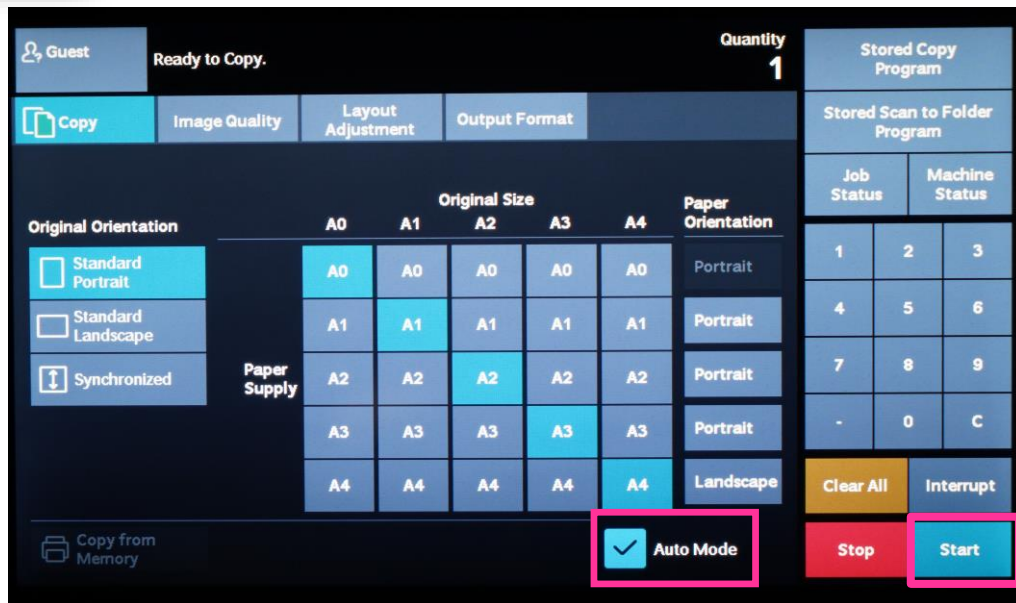 Guest
Ready to Copy.
Quantity
1
Stored Copy
Program
Copy
Image Quality
Layout
Adjustment
Output Format
Stored Scan to Folder
Program
Job
Status
Machine
Status
Original Orientation
Original Size
Paper
Orientation
A0 A1 A2 A3 A4
Standard
Portrait
Standard
Landscape
Synchronized
Paper
Supply
A0 A0 A0 A0 A0 Portrait
A1 A1 A1 A1 A1 Portrait
A2 A2 A2 A2 A2 Portrait
A3 A3 A3 A3 A3 Portrait
A4 A4 A4 A4 A4 Landscape
1 2 3
4 5 6
7 8 9
- 0 C
Clear All
Interrupt
Copy from
Memory
Auto Mode
Stop
Start